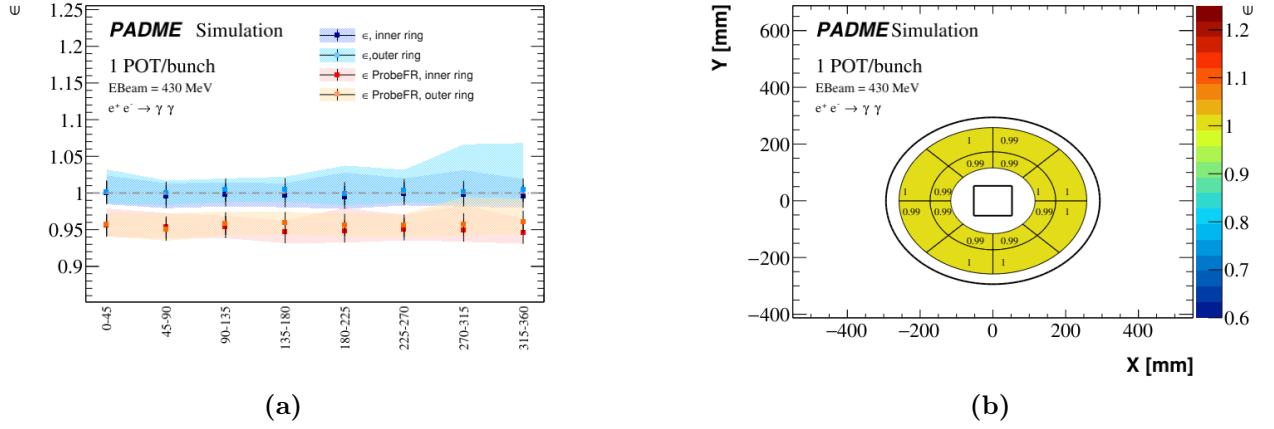 ∈
1.25
1.2
1.15
1.1
1.05
1
0.95
0.9
PADME Simulation
1 POT/bunch
EBeam = 430 MeV
e⁺ e⁻ → γ γ
∈, inner ring
∈,outer ring
∈ ProbeFR, inner ring
∈ ProbeFR, outer ring
0-45
45-90
90-135
135-180
180-225
225-270
270-315
315-360
(a)
Y [mm]
600
400
200
0
−200
−400
PADME Simulation
1 POT/bunch
EBeam = 430 MeV
e⁺ e⁻ → γ γ
1 0.99
0.99 0.99
1 0.99 0.99 1
0.99 0.99 0.99 1
0.99 0.99
1 1
−400 −200 0 200 400
X [mm]
∈
1.2
1.1
1
0.9
0.8
0.7
0.6
(b)